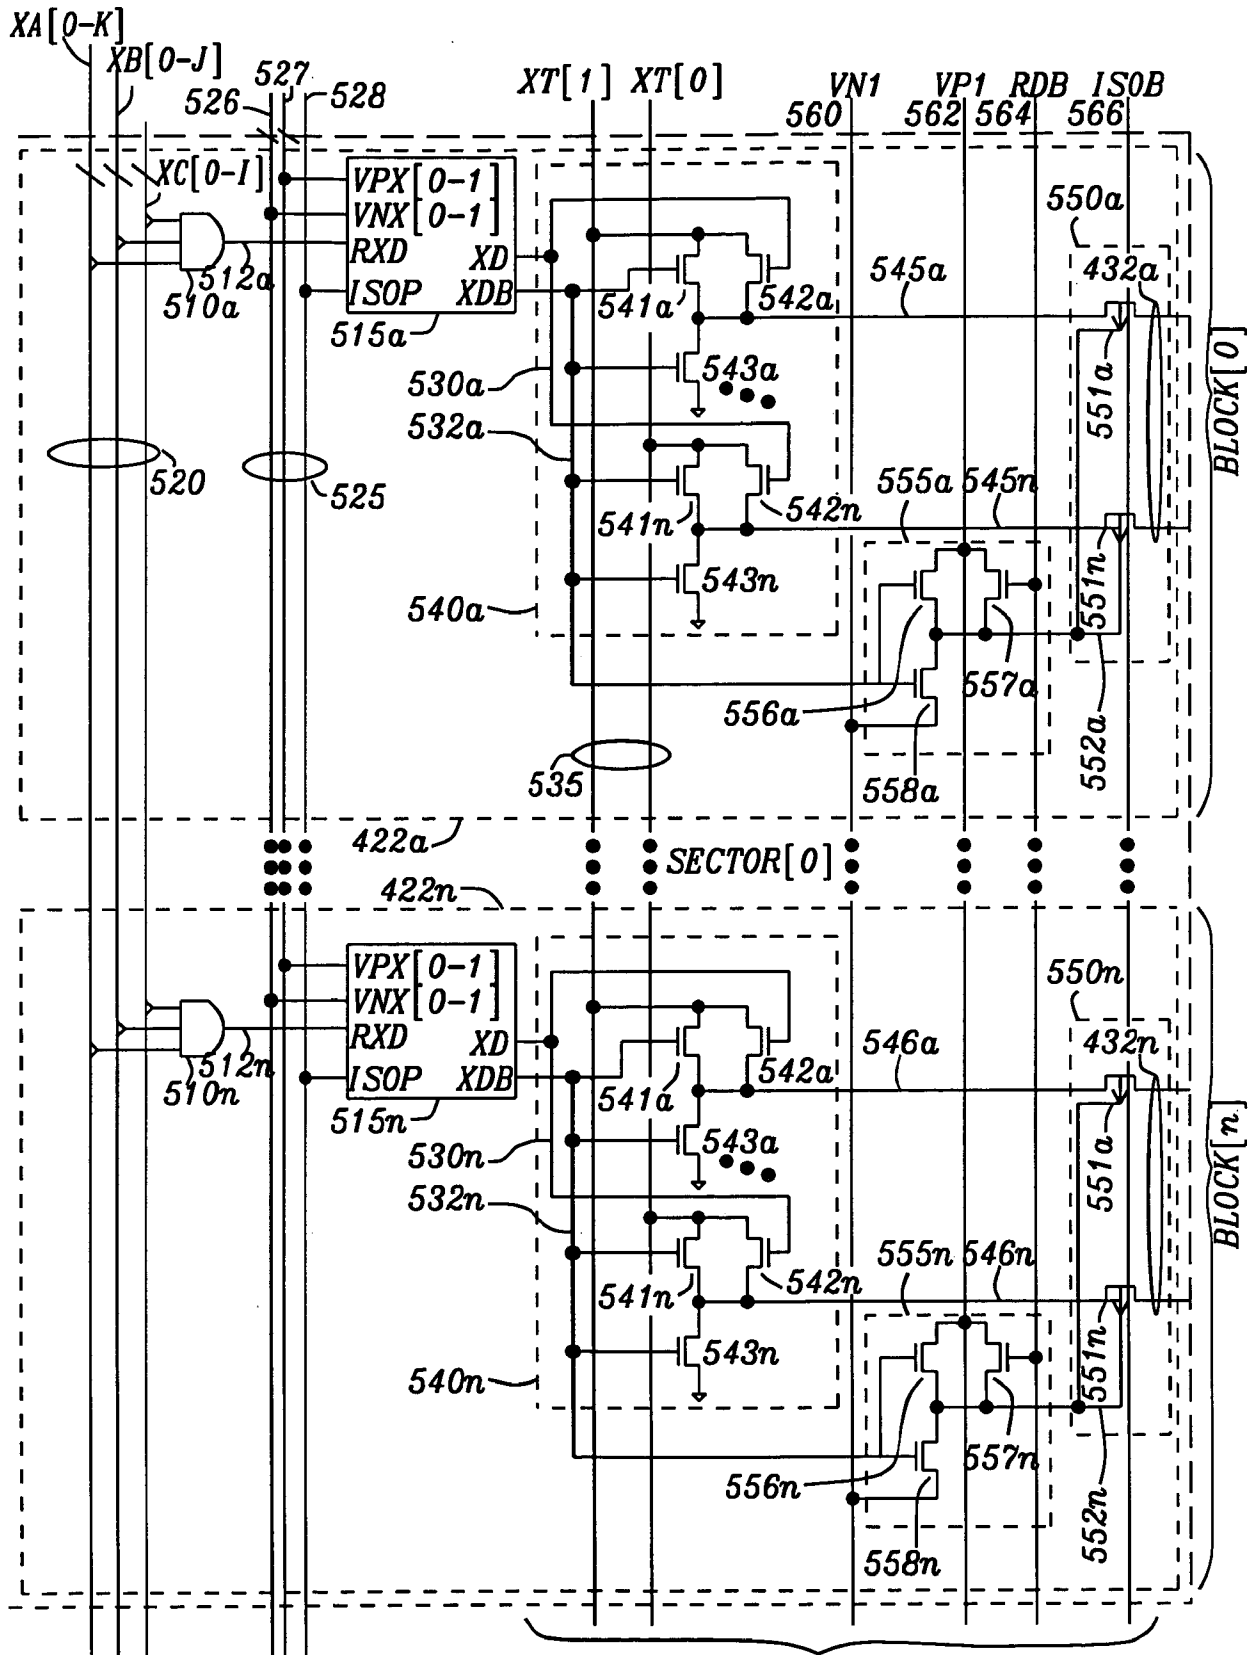 XA[0-K]
XB[0-J]
527
526
528
XT[1] XT[0]
VN1 VP1 RDB ISOB
560 562 564 566
XC[0-I]
VPX[0-1]
VNX[0-1]
RXD XD
ISOP XDB
512a
510a
515a
541a
542a
545a
550a
432a
551a
BLOCK[0]
530a
543a
532a
520
525
541n
542n
555a 545n
551n
543n
540a
556a
557a
552a
535
558a
422a
SECTOR[0]
422n
VPX[0-1]
VNX[0-1]
RXD XD
ISOP XDB
512n
510n
515n
541a
542a
546a
550n
432n
551a
BLOCK[n]
530n
543a
532n
541n
542n
555n 546n
551n
543n
540n
556n
557n
552n
558n